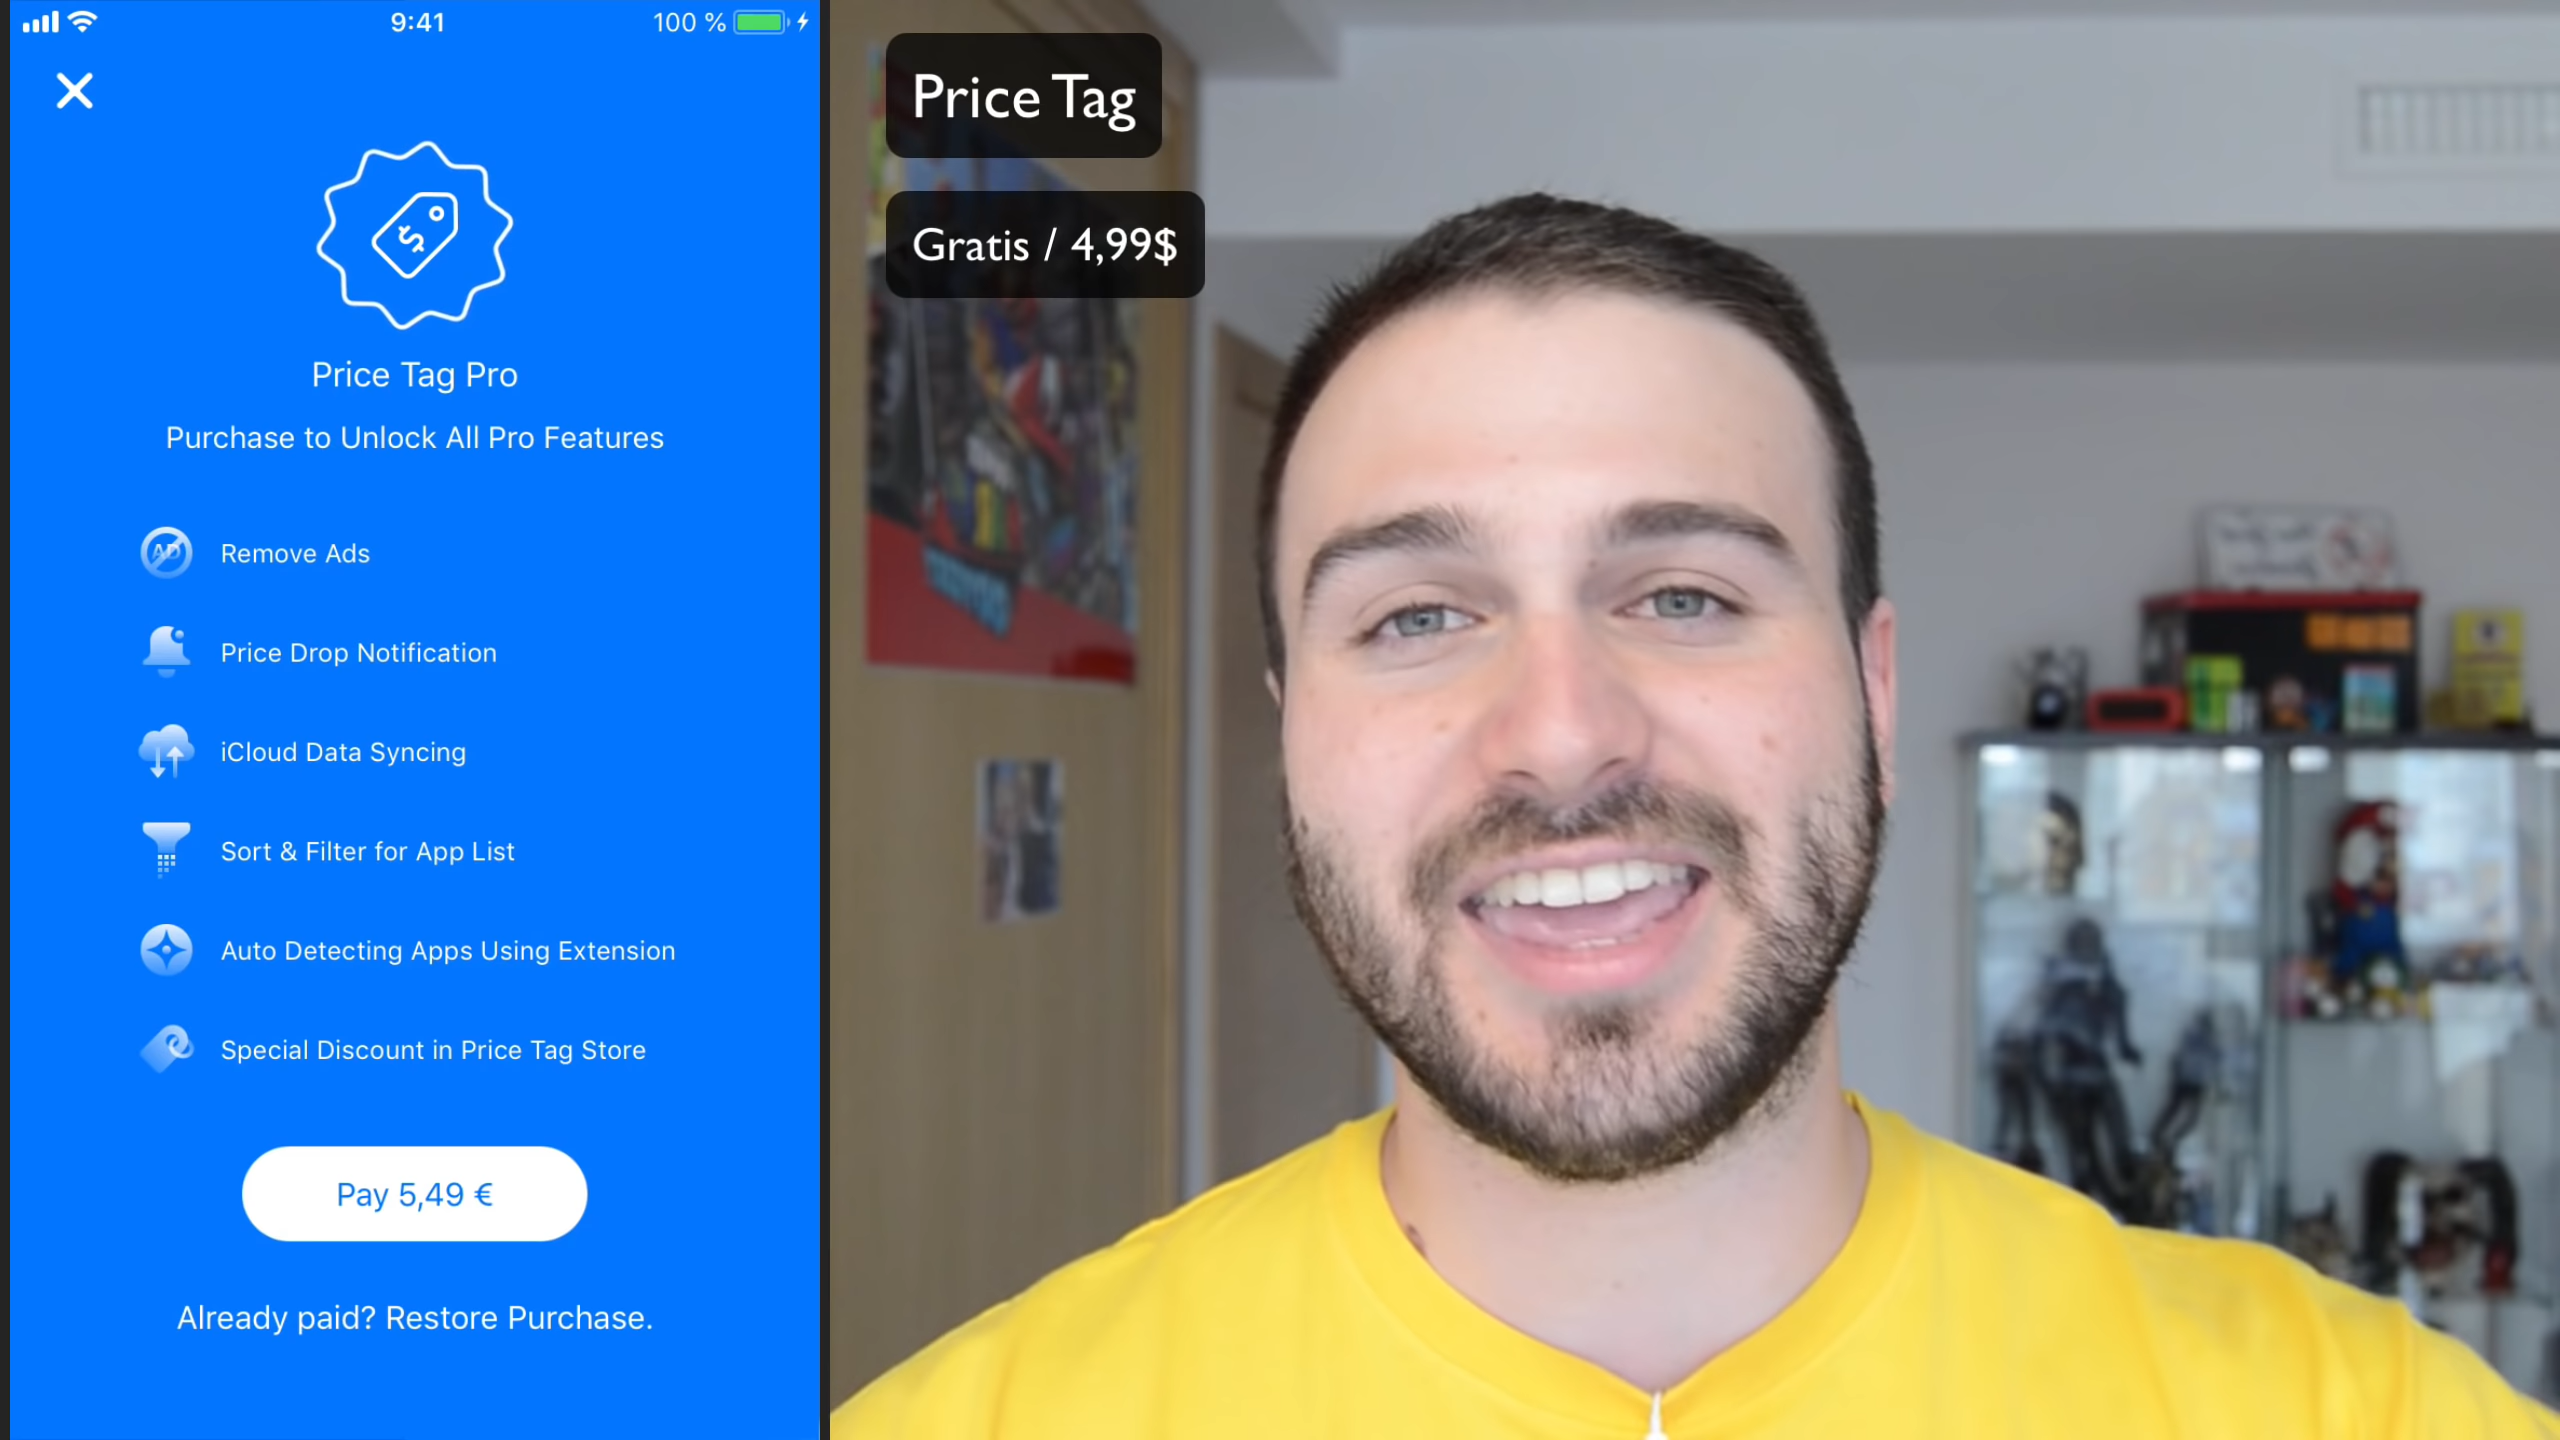 9:41
100 %
Price Tag Pro
Purchase to Unlock All Pro Features
AD
Remove Ads
Price Drop Notification
iCloud Data Syncing
Sort & Filter for App List
Auto Detecting Apps Using Extension
Special Discount in Price Tag Store
Pay 5,49 €
Already paid? Restore Purchase.
Price Tag
Gratis / 4,99$